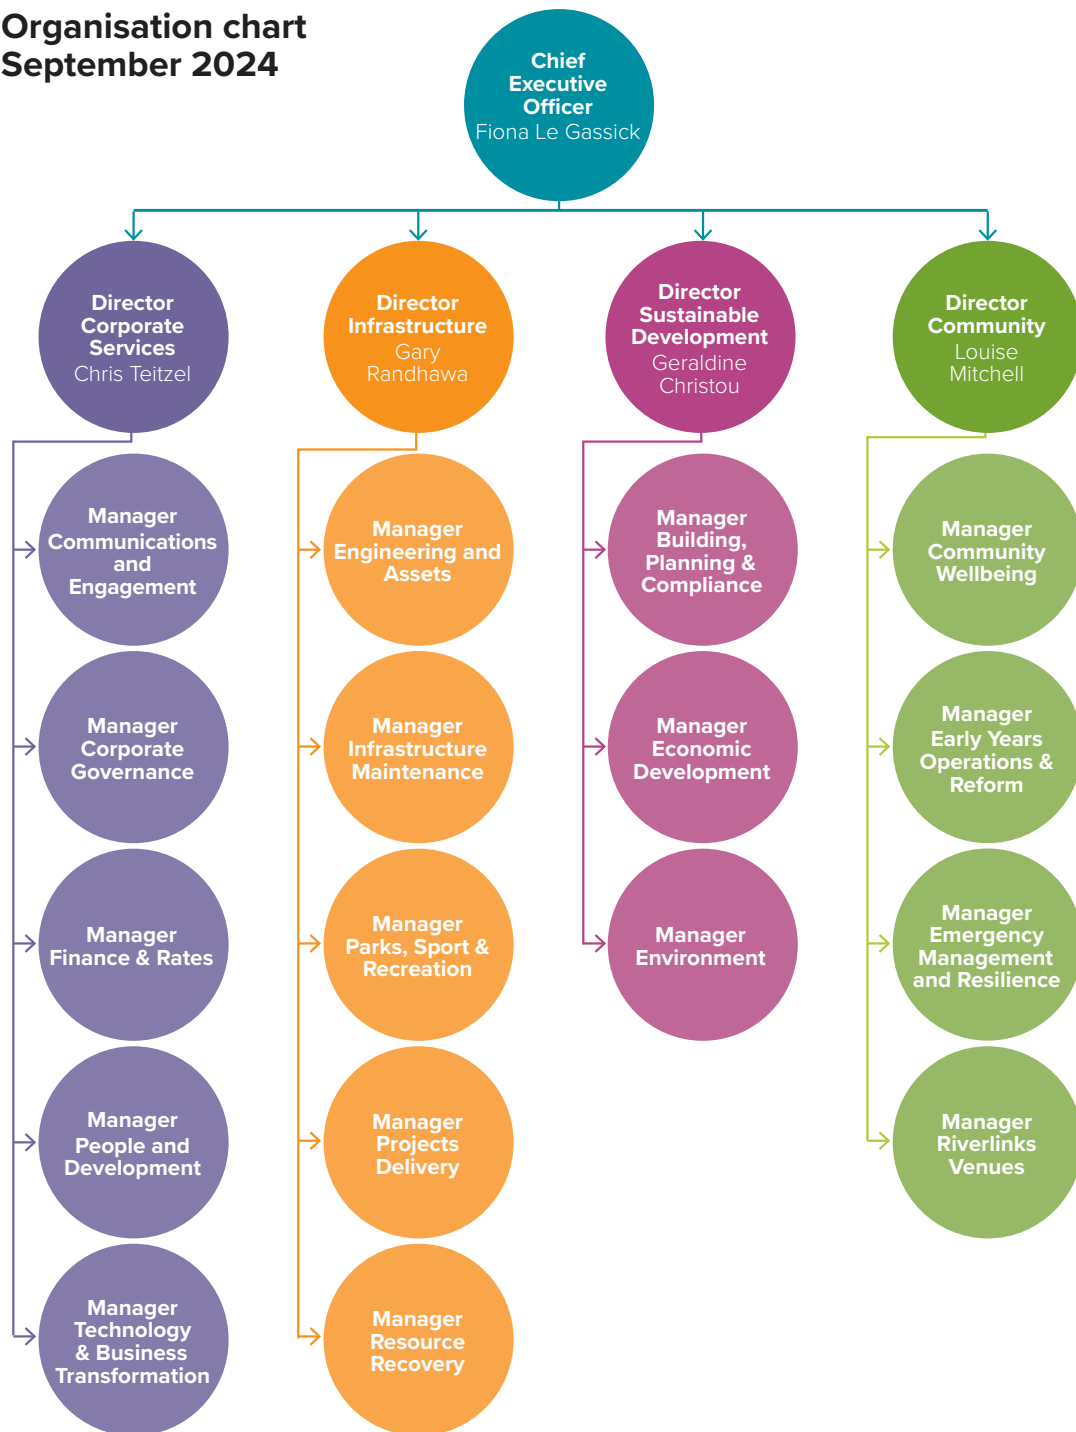 Organisation chart
September 2024
Chief
Executive
Officer
Fiona Le Gassick
Director
Corporate
Services
Chris Teitzel
Director
Infrastructure
Gary
Randhawa
Director
Sustainable
Development
Geraldine
Christou
Director
Community
Louise
Mitchell
Manager
Communications
and
Engagement
Manager
Corporate
Governance
Manager
Finance & Rates
Manager
People and
Development
Manager
Technology
& Business
Transformation
Manager
Engineering and
Assets
Manager
Infrastructure
Maintenance
Manager
Parks, Sport &
Recreation
Manager
Projects
Delivery
Manager
Resource
Recovery
Manager
Building,
Planning &
Compliance
Manager
Economic
Development
Manager
Environment
Manager
Community
Wellbeing
Manager
Early Years
Operations &
Reform
Manager
Emergency
Management
and Resilience
Manager
Riverlinks
Venues